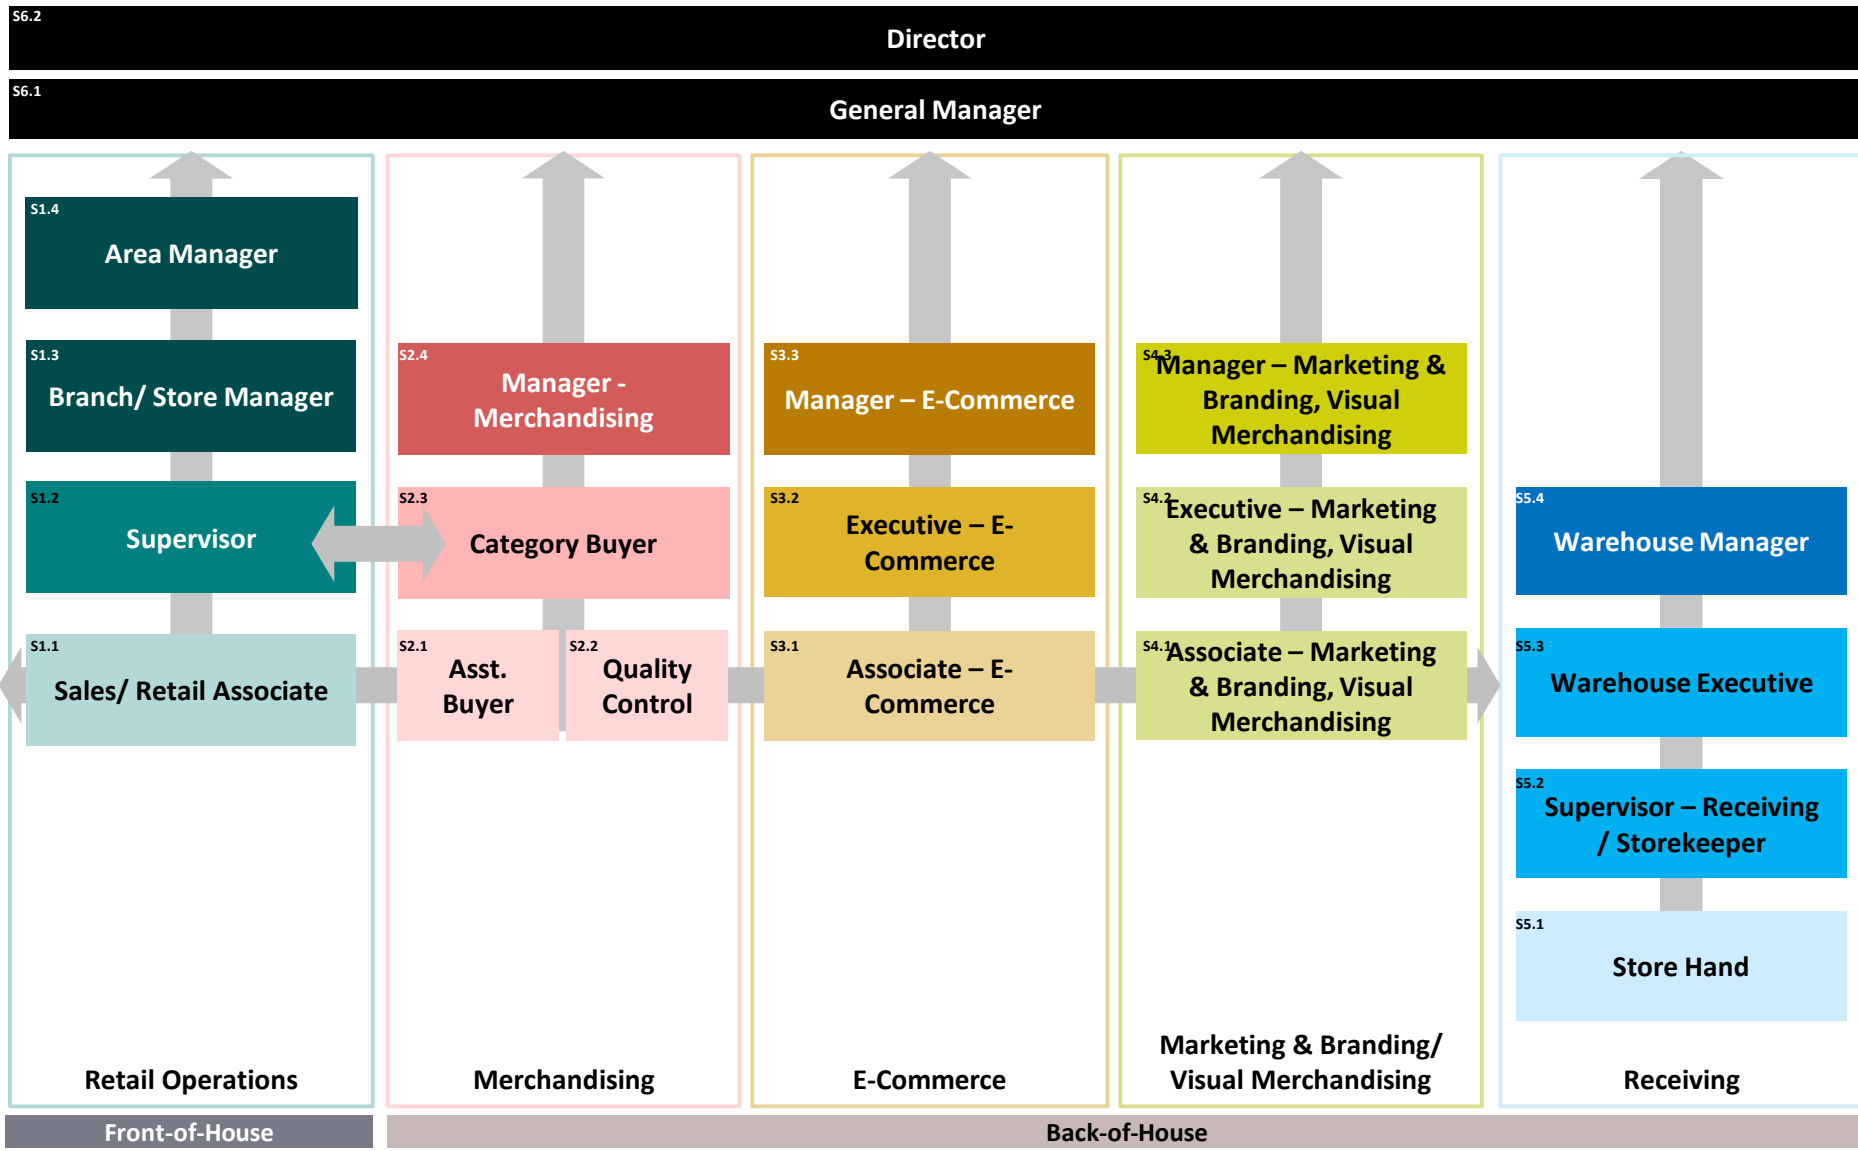 S6.2
Director
S6.1
General Manager
S1.4
Area Manager
S1.3
Branch/ Store Manager
S1.2
Supervisor
S1.1
Sales/ Retail Associate
Retail Operations
S2.4
Manager -
Merchandising
S2.3
Category Buyer
S2.1
Asst.
Buyer
S2.2
Quality
Control
Merchandising
S3.3
Manager – E-Commerce
S3.2
Executive – E-
Commerce
S3.1
Associate – E-
Commerce
E-Commerce
S4.3
Manager – Marketing &
Branding, Visual
Merchandising
S4.2
Executive – Marketing
& Branding, Visual
Merchandising
S4.1
Associate – Marketing
& Branding, Visual
Merchandising
Marketing & Branding/
Visual Merchandising
S5.4
Warehouse Manager
S5.3
Warehouse Executive
S5.2
Supervisor – Receiving
/ Storekeeper
S5.1
Store Hand
Receiving
Front-of-House
Back-of-House